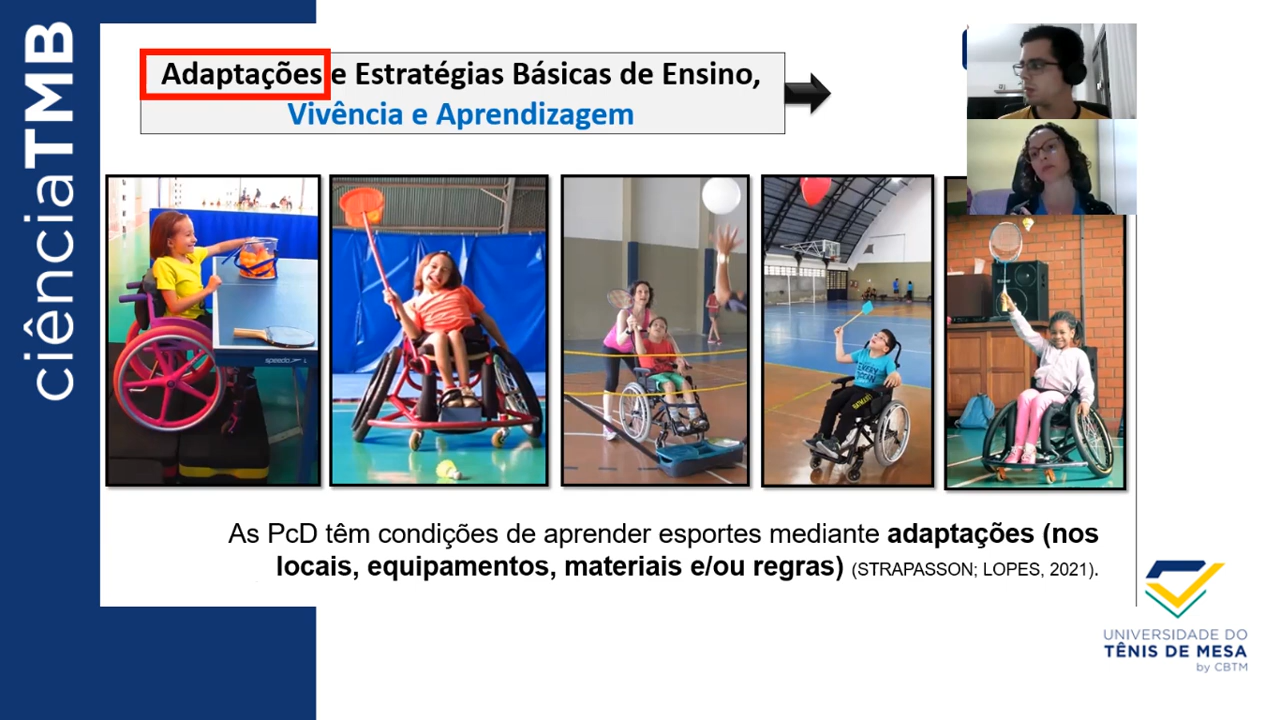 ciênciaTMB
Adaptações e Estratégias Básicas de Ensino,
Vivência e Aprendizagem
speedo
As PcD têm condições de aprender esportes mediante adaptações (nos
locais, equipamentos, materiais e/ou regras) (STRAPASSON; LOPES, 2021).
UNIVERSIDADE DO
TÊNIS DE MESA
by CBTM